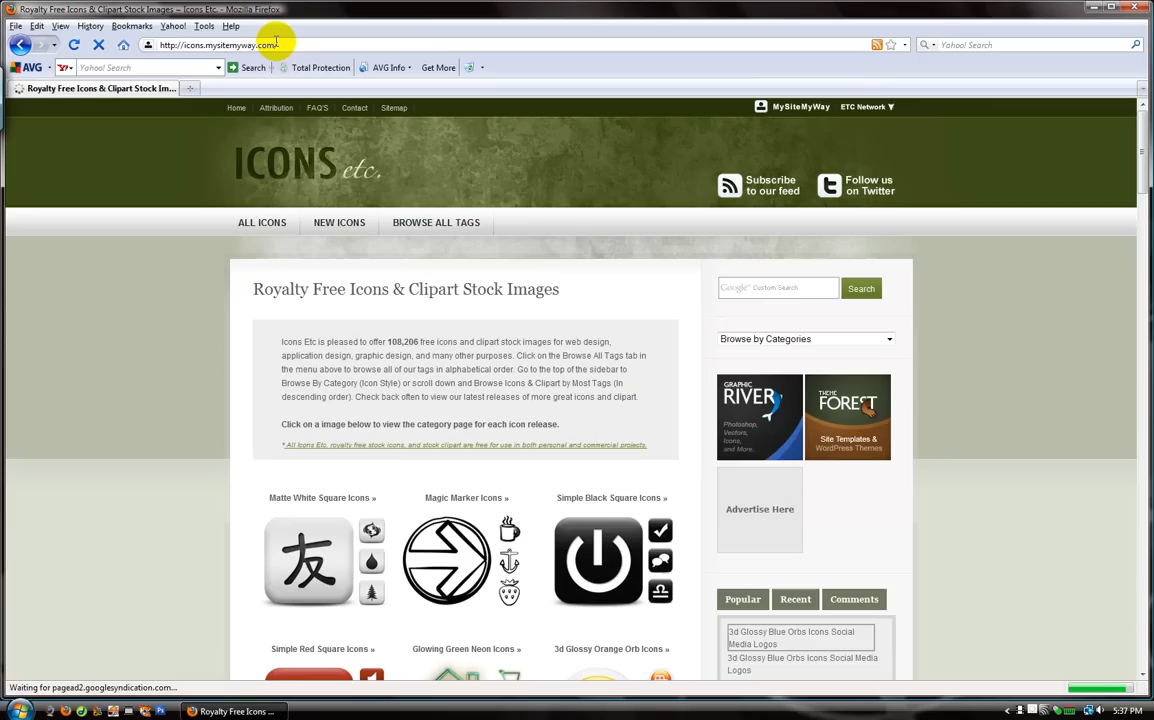 Royalty Free Icons & Clipart Stock Images – Icons Etc. - Mozilla Firefox
File Edit View History Bookmarks Yahoo! Tools Help
http://icons.mysitemyway.com/
Yahoo Search
AVG Y! Yahoo! Search Search Total Protection AVG Info Get More
Royalty Free Icons & Clipart Stock Im...
Home Attribution FAQ'S Contact Sitemap MySiteMyWay ETC Network ▼
ICONS etc.
Subscribe to our feed
Follow us on Twitter
ALL ICONS NEW ICONS BROWSE ALL TAGS
Royalty Free Icons & Clipart Stock Images
Google™ Custom Search Search
Browse by Categories
Icons Etc is pleased to offer 108,206 free icons and clipart stock images for web design,
application design, graphic design, and many other purposes. Click on the Browse All Tags tab in
the menu above to browse all of our tags in alphabetical order. Go to the top of the sidebar to
Browse By Category (Icon Style) or scroll down and Browse Icons & Clipart by Most Tags (In
descending order). Check back often to view our latest releases of more great icons and clipart.
Click on a image below to view the category page for each icon release.
* All Icons Etc. royalty free stock icons, and stock clipart are free for use in both personal and commercial projects.
GRAPHIC
RIVER
Photoshop,
Vectors,
Icons,
and More.
THEME
FOREST
Site Templates &
WordPress Themes
Advertise Here
Matte White Square Icons » Magic Marker Icons » Simple Black Square Icons »
友
Popular Recent Comments
3d Glossy Blue Orbs Icons Social
Media Logos
3d Glossy Blue Orbs Icons Social Media
Logos
Simple Red Square Icons » Glowing Green Neon Icons » 3d Glossy Orange Orb Icons »
Waiting for pagead2.googlesyndication.com...
Royalty Free Icons ... 5:37 PM